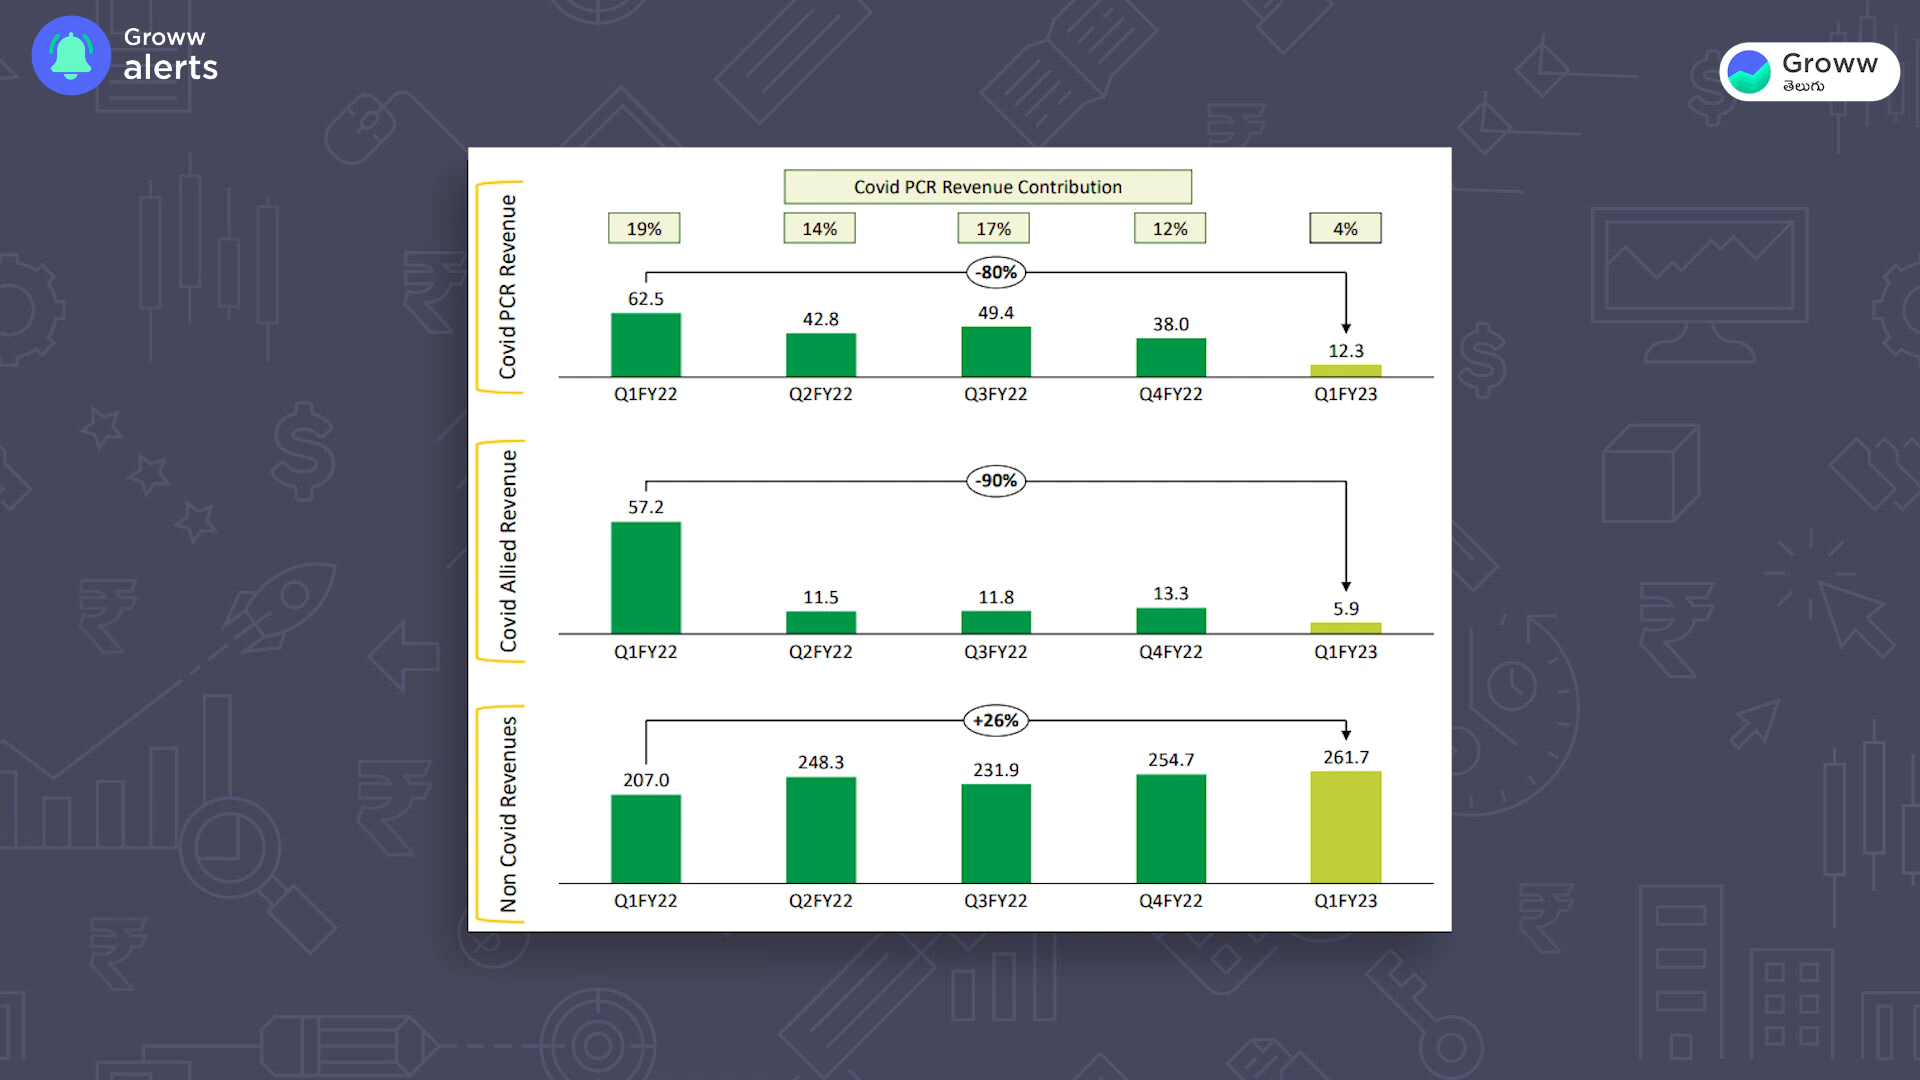 Groww
alerts
Groww
తెలుగు
Covid PCR Revenue
Covid PCR Revenue Contribution
19% 14% 17% 12% 4%
-80%
62.5 42.8 49.4 38.0 12.3
Q1FY22 Q2FY22 Q3FY22 Q4FY22 Q1FY23
Covid Allied Revenue
-90%
57.2 11.5 11.8 13.3 5.9
Q1FY22 Q2FY22 Q3FY22 Q4FY22 Q1FY23
Non Covid Revenues
+26%
207.0 248.3 231.9 254.7 261.7
Q1FY22 Q2FY22 Q3FY22 Q4FY22 Q1FY23